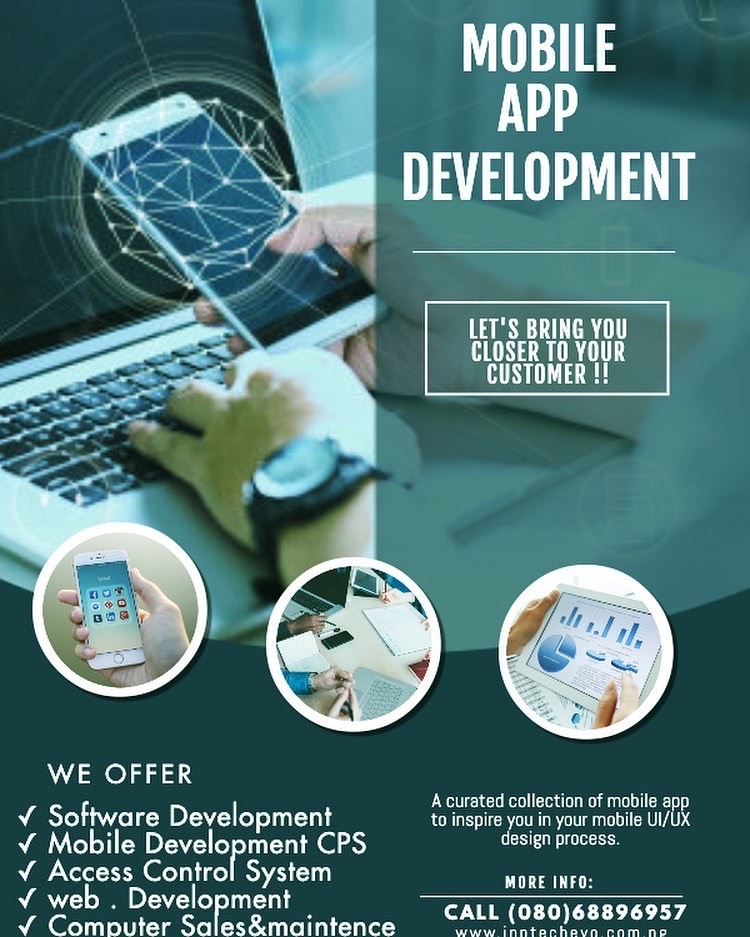 MOBILE
APP
DEVELOPMENT
LET'S BRING YOU
CLOSER TO YOUR
CUSTOMER !!
WE OFFER
✓ Software Development
✓ Mobile Development CPS
✓ Access Control System
✓ web . Development
✓ Computer Sales&maintence
A curated collection of mobile app
to inspire you in your mobile UI/UX
design process.
MORE INFO:
CALL (080)68896957